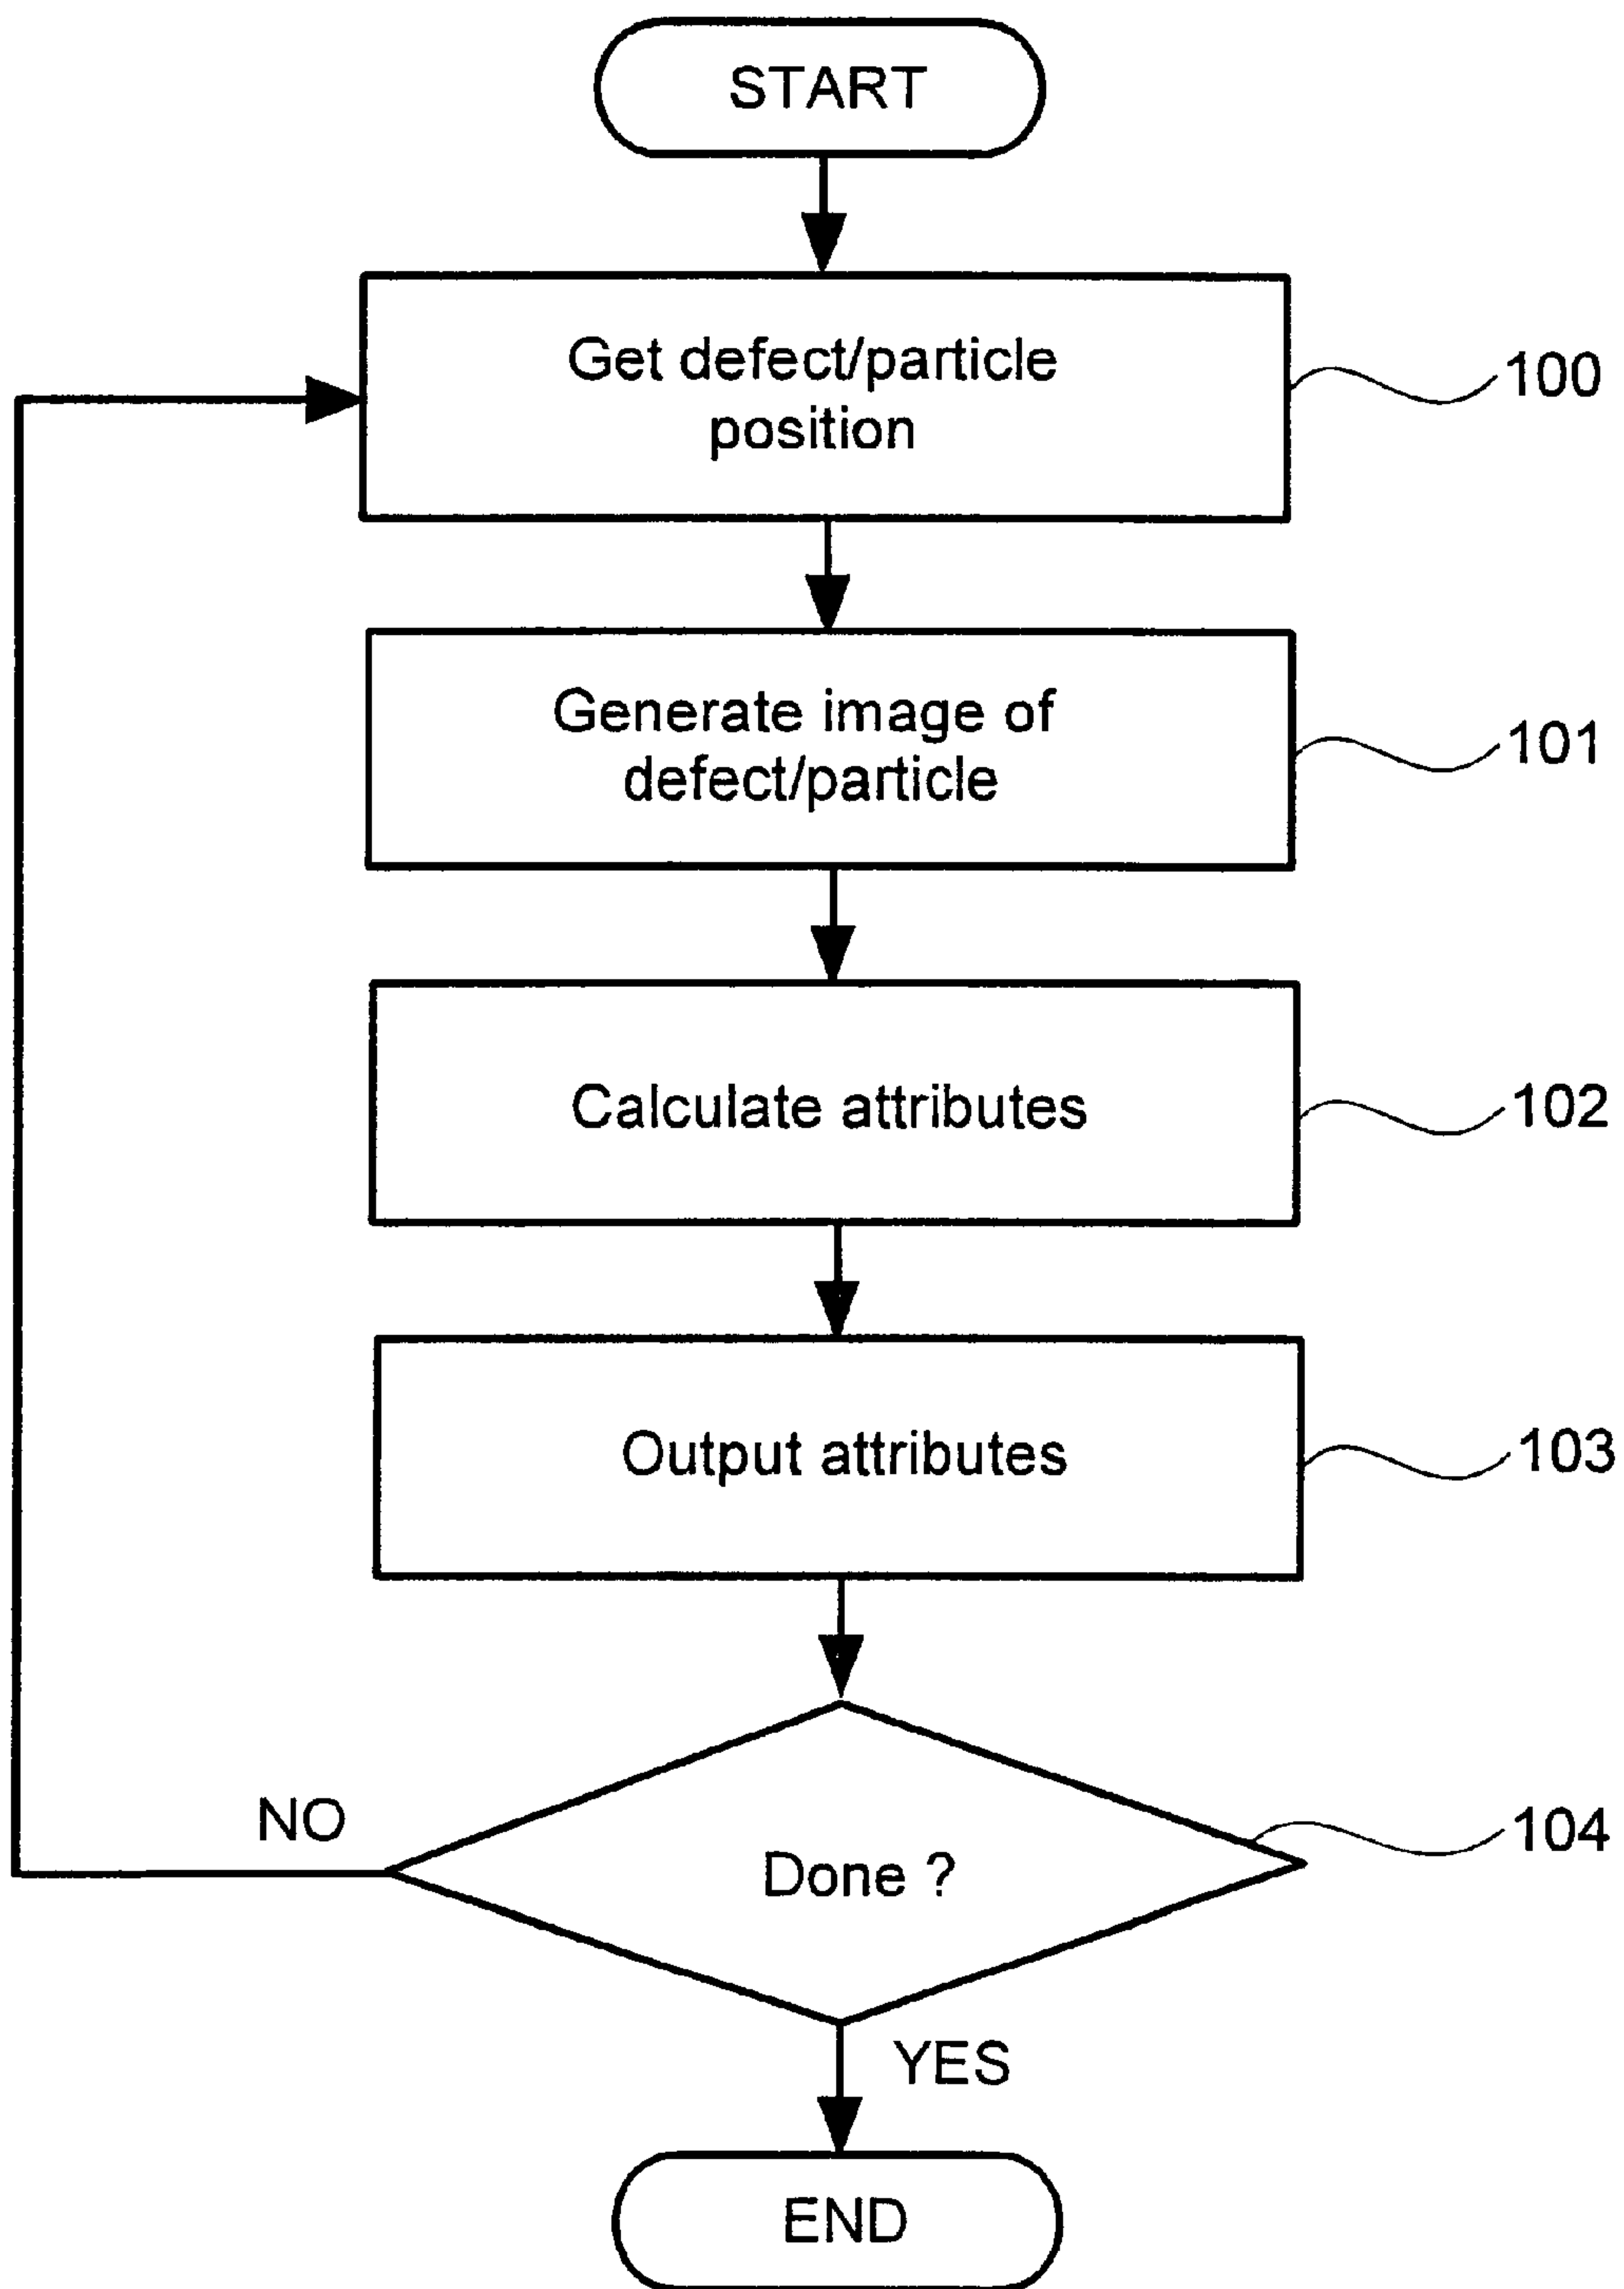 START
Get defect/particle
position
100
Generate image of
defect/particle
101
Calculate attributes
102
Output attributes
103
NO
Done ?
104
YES
END